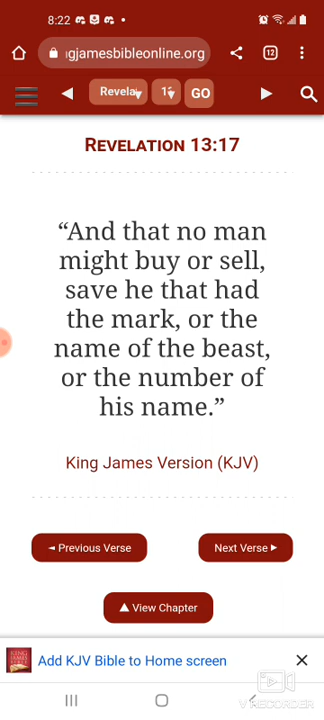 8:22
12
gjamesbibleonline.org
Revela
GO
REVELATION 13:17
“And that no man
might buy or sell,
save he that had
the mark, or the
name of the beast,
or the number of
his name.”
King James Version (KJV)
◄ Previous Verse
Next Verse ►
▲ View Chapter
Add KJV Bible to Home screen
V RECORDER